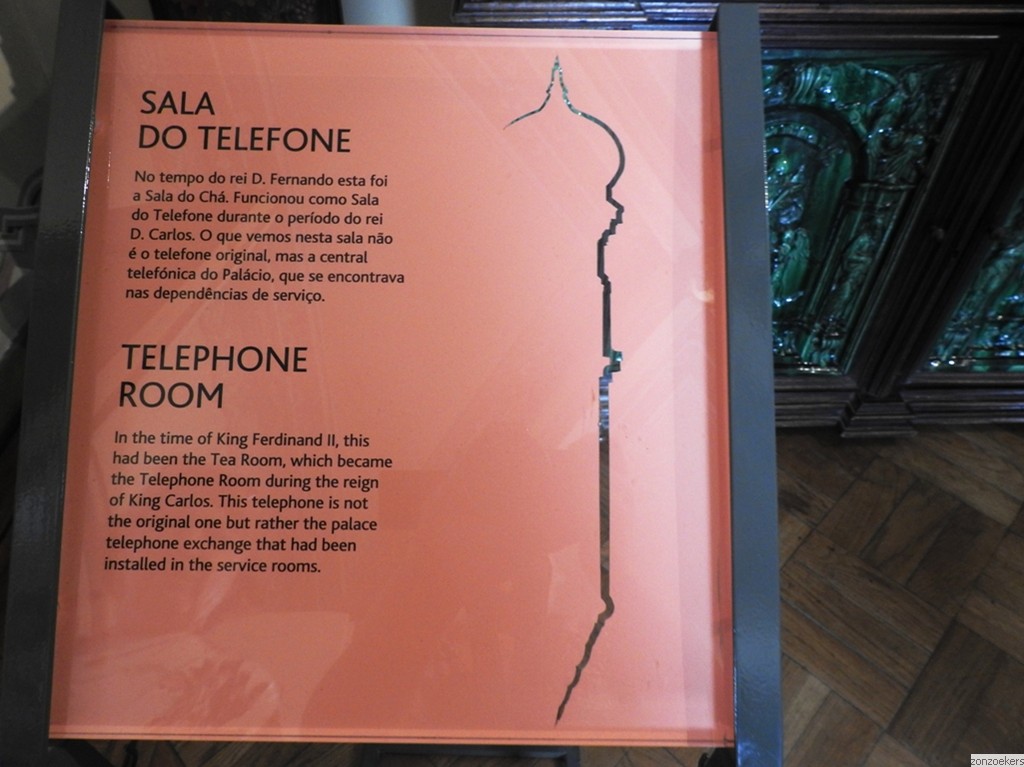 SALA
DO TELEFONE
No tempo do rei D. Fernando esta foi
a Sala do Chá. Funcionou como Sala
do Telefone durante o período do rei
D. Carlos. O que vemos nesta sala não
é o telefone original, mas a central
telefónica do Palácio, que se encontrava
nas dependências de serviço.
TELEPHONE
ROOM
In the time of King Ferdinand II, this
had been the Tea Room, which became
the Telephone Room during the reign
of King Carlos. This telephone is not
the original one but rather the palace
telephone exchange that had been
installed in the service rooms.
zonzoekers